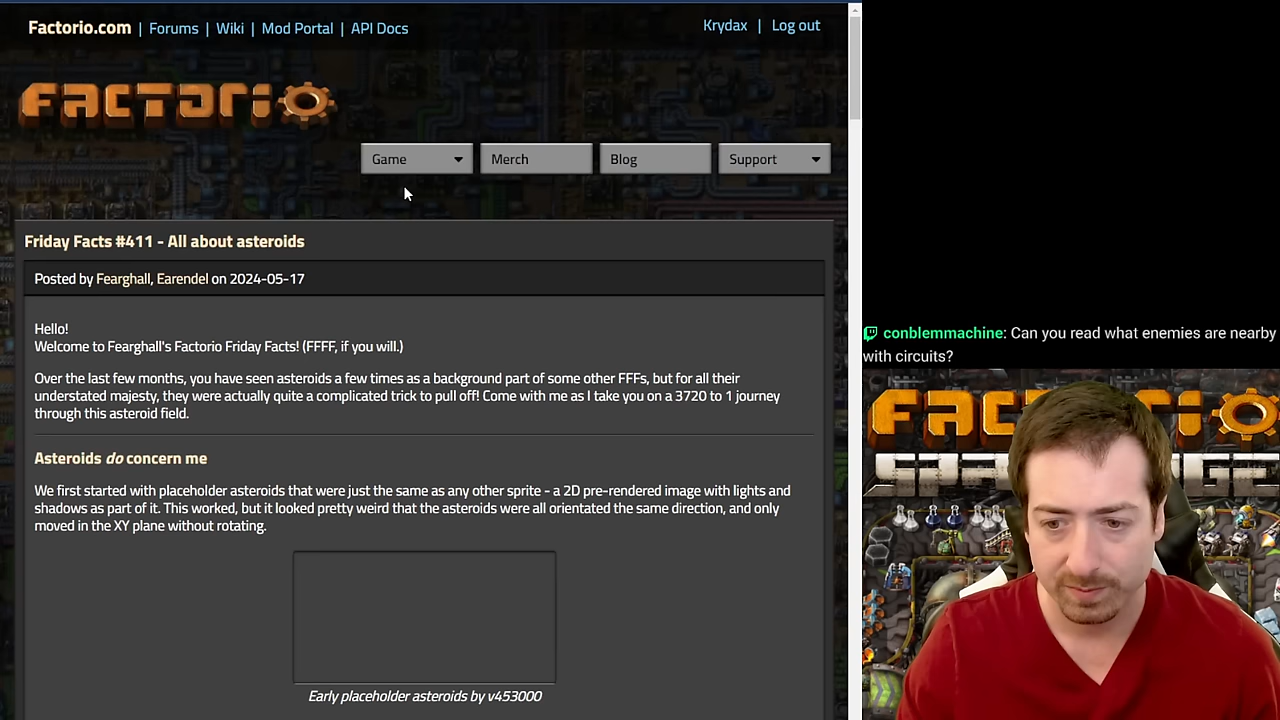 Factorio.com | Forums | Wiki | Mod Portal | API Docs
Krydax | Log out
FACTORIO
Game
Merch
Blog
Support
Friday Facts #411 - All about asteroids
Posted by Fearghall, Earendel on 2024-05-17
Hello!
Welcome to Fearghall's Factorio Friday Facts! (FFFF, if you will.)
Over the last few months, you have seen asteroids a few times as a background part of some other FFFs, but for all their
understated majesty, they were actually quite a complicated trick to pull off! Come with me as I take you on a 3720 to 1 journey
through this asteroid field.
Asteroids do concern me
We first started with placeholder asteroids that were just the same as any other sprite - a 2D pre-rendered image with lights and
shadows as part of it. This worked, but it looked pretty weird that the asteroids were all orientated the same direction, and only
moved in the XY plane without rotating.
Early placeholder asteroids by v453000
conblemmachine: Can you read what enemies are nearby
with circuits?